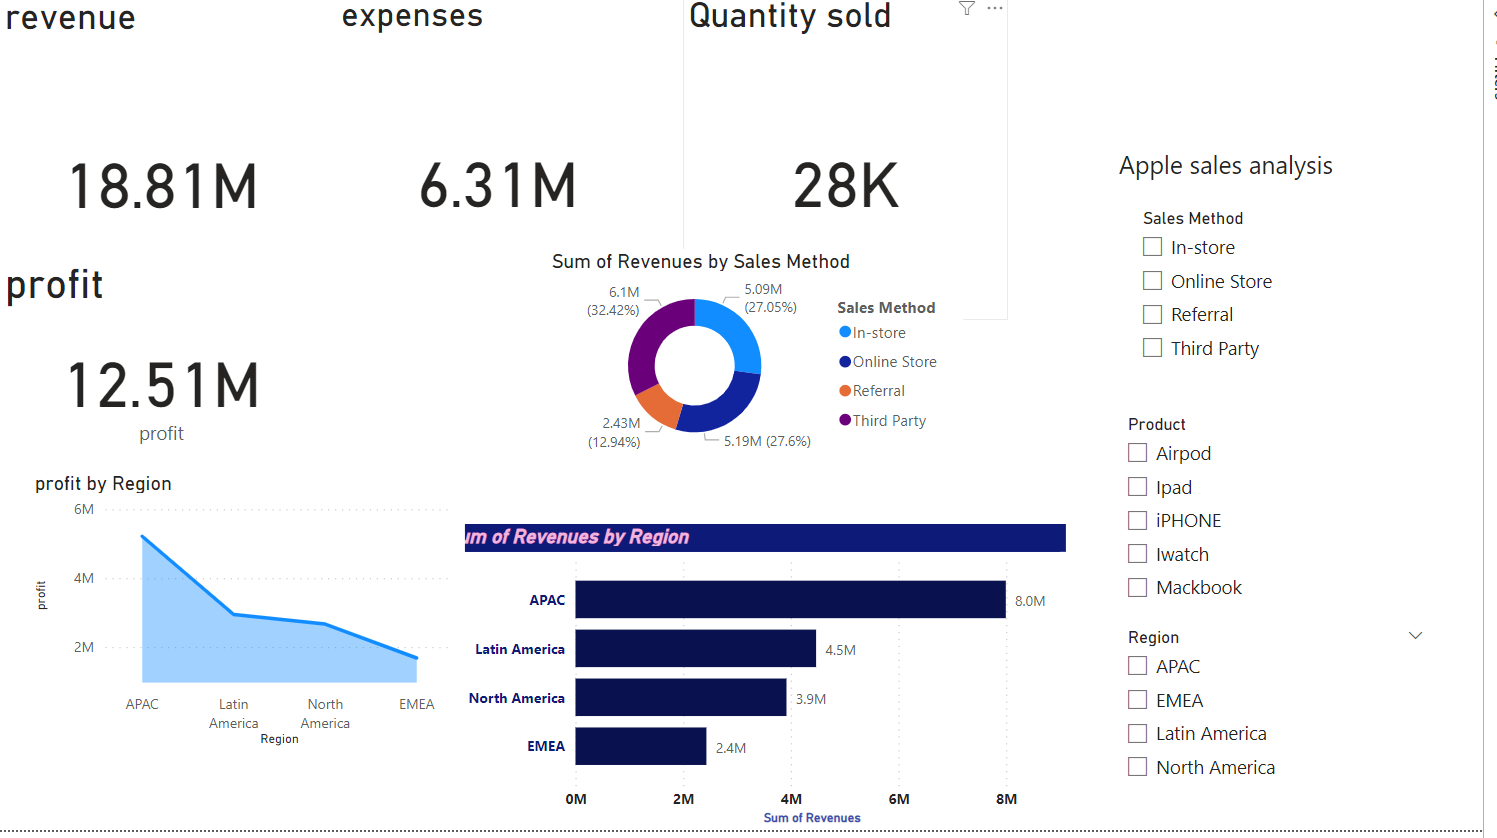 revenue
expenses
Quantity sold
18.81M
6.31M
28K
Apple sales analysis
Sales Method
In-store
Online Store
Referral
Third Party
profit
12.51M
profit
Sum of Revenues by Sales Method
6.1M
(32.42%)
5.09M
(27.05%)
2.43M
(12.94%)
5.19M (27.6%)
Sales Method
In-store
Online Store
Referral
Third Party
Product
Airpod
Ipad
iPHONE
Iwatch
Mackbook
profit by Region
6M
4M
2M
profit
APAC
Latin
America
North
America
EMEA
Region
um of Revenues by Region
APAC
8.0M
Latin America
4.5M
North America
3.9M
EMEA
2.4M
0M
2M
4M
6M
8M
Sum of Revenues
Region
APAC
EMEA
Latin America
North America